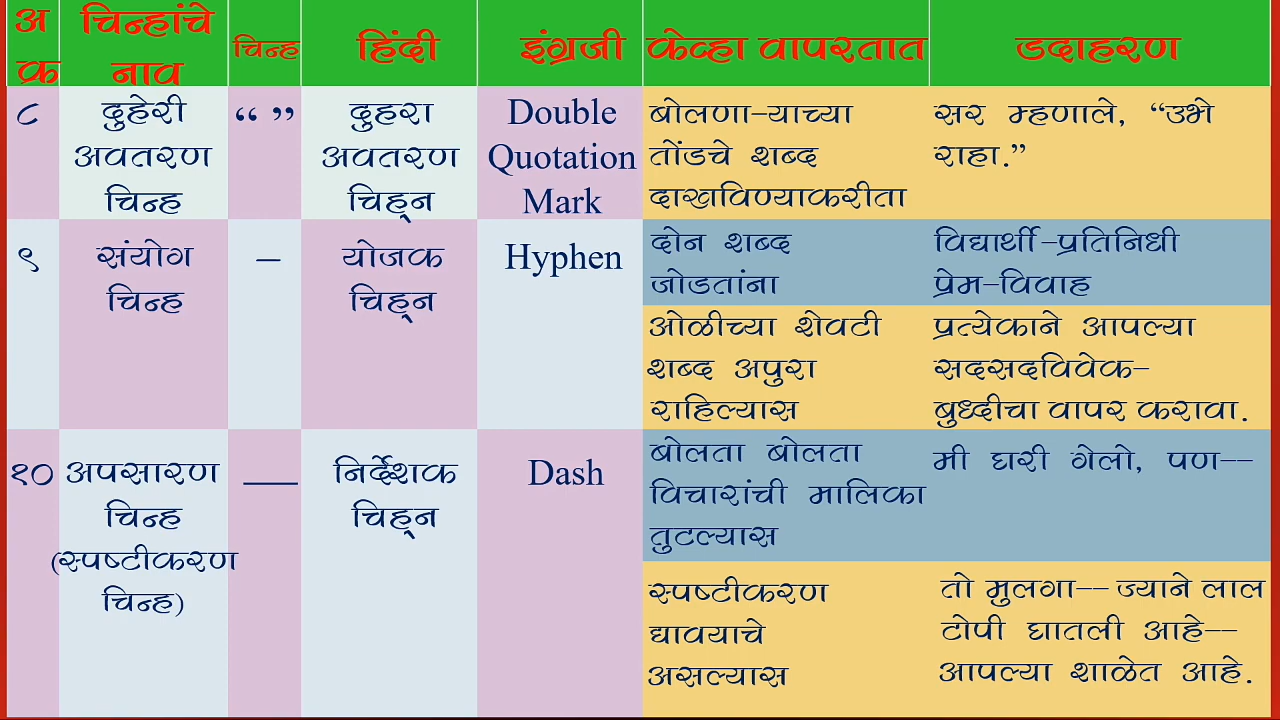 अ क्र चिन्हांचे नाव चिन्ह हिंदी इंग्रजी केव्हा वापरतात उदाहरण
८ दुहेरी अवतरण चिन्ह “ ” दुहरा अवतरण चिह्न Double Quotation Mark
बोलणा-याच्या
तोंडचे शब्द
दाखविण्याकरीता
सर म्हणाले, “उभे
राहा.”
९ संयोग चिन्ह – योजक चिह्न Hyphen
दोन शब्द
जोडतांना
विद्यार्थी-प्रतिनिधी
प्रेम-विवाह
ओळीच्या शेवटी
शब्द अपुरा
राहिल्यास
प्रत्येकाने आपल्या
सदसदविवेक-
बुध्दीचा वापर करावा.
१० अपसारण चिन्ह (स्पष्टीकरण चिन्ह) __ निर्देशक चिह्न Dash
बोलता बोलता
विचारांची मालिका
तुटल्यास
मी घरी गेलो, पण--
स्पष्टीकरण
द्यावयाचे
असल्यास
तो मुलगा-- ज्याने लाल
टोपी घातली आहे--
आपल्या शाळेत आहे.